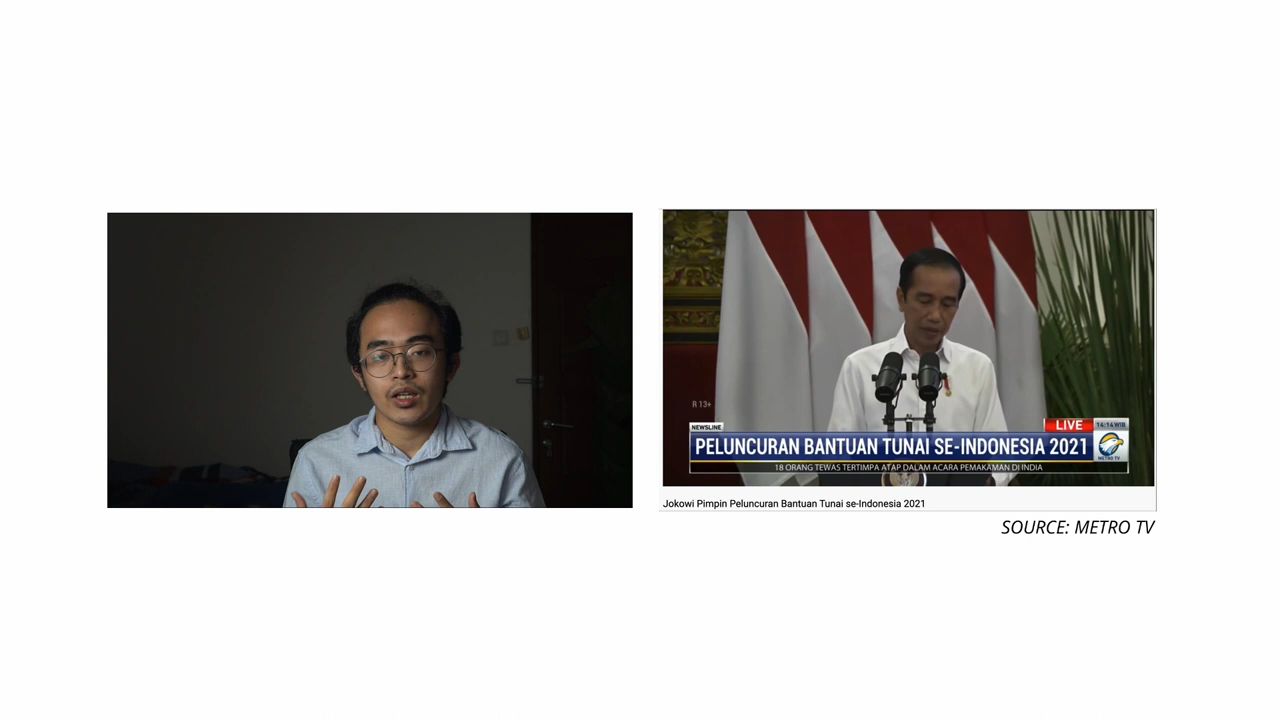 R 13+
NEWSLINE
LIVE
14:14 WIB
PELUNCURAN BANTUAN TUNAI SE-INDONESIA 2021
METRO TV
18 ORANG TEWAS TERTIMPA ATAP DALAM ACARA PEMAKAMAN DI INDIA
Jokowi Pimpin Peluncuran Bantuan Tunai se-Indonesia 2021
SOURCE: METRO TV